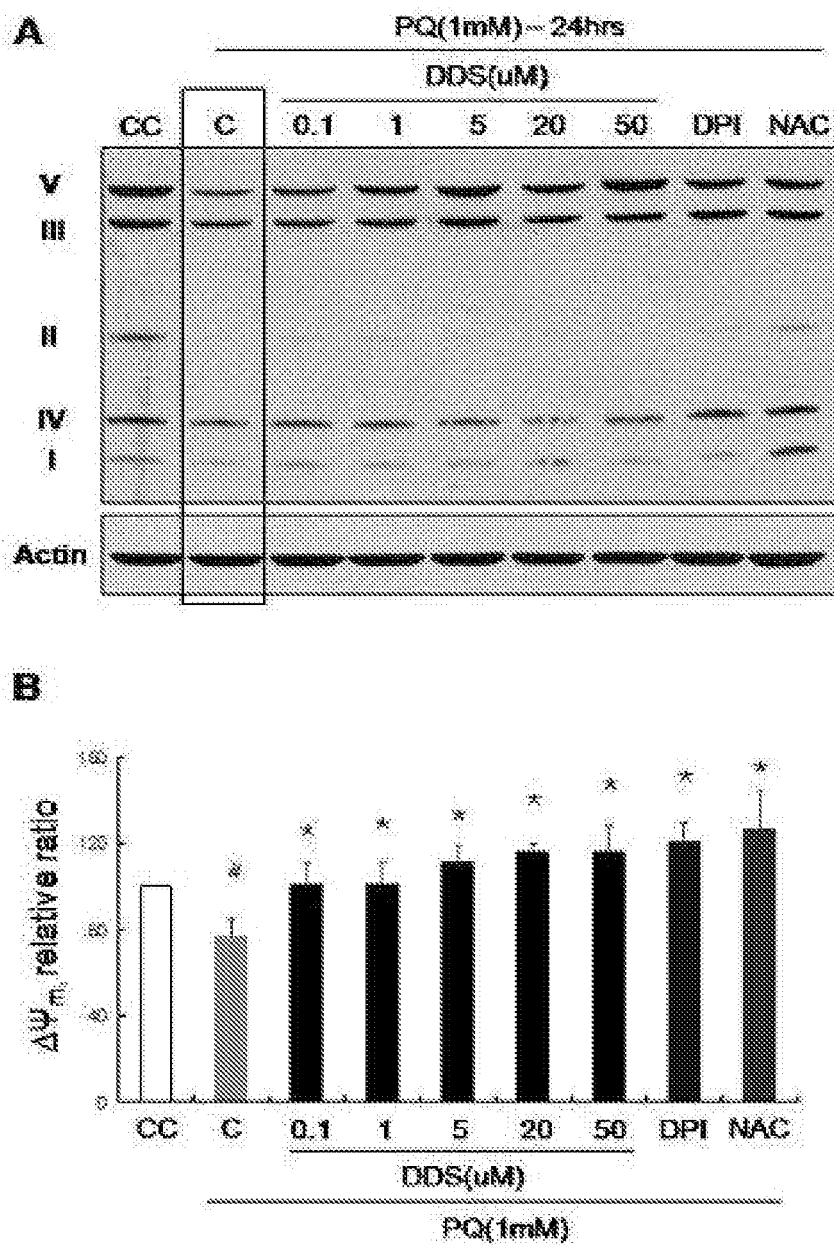 A
PQ(1mM)-24hrs
DDS(uM)
CC C 0.1 1 5 20 50 DPI NAC
V
III
II
IV
I
Actin
B
160
120
80
40
0
ΔΨm, relative ratio
# * * * * * * *
CC C 0.1 1 5 20 50 DPI NAC
DDS(uM)
PQ(1mM)